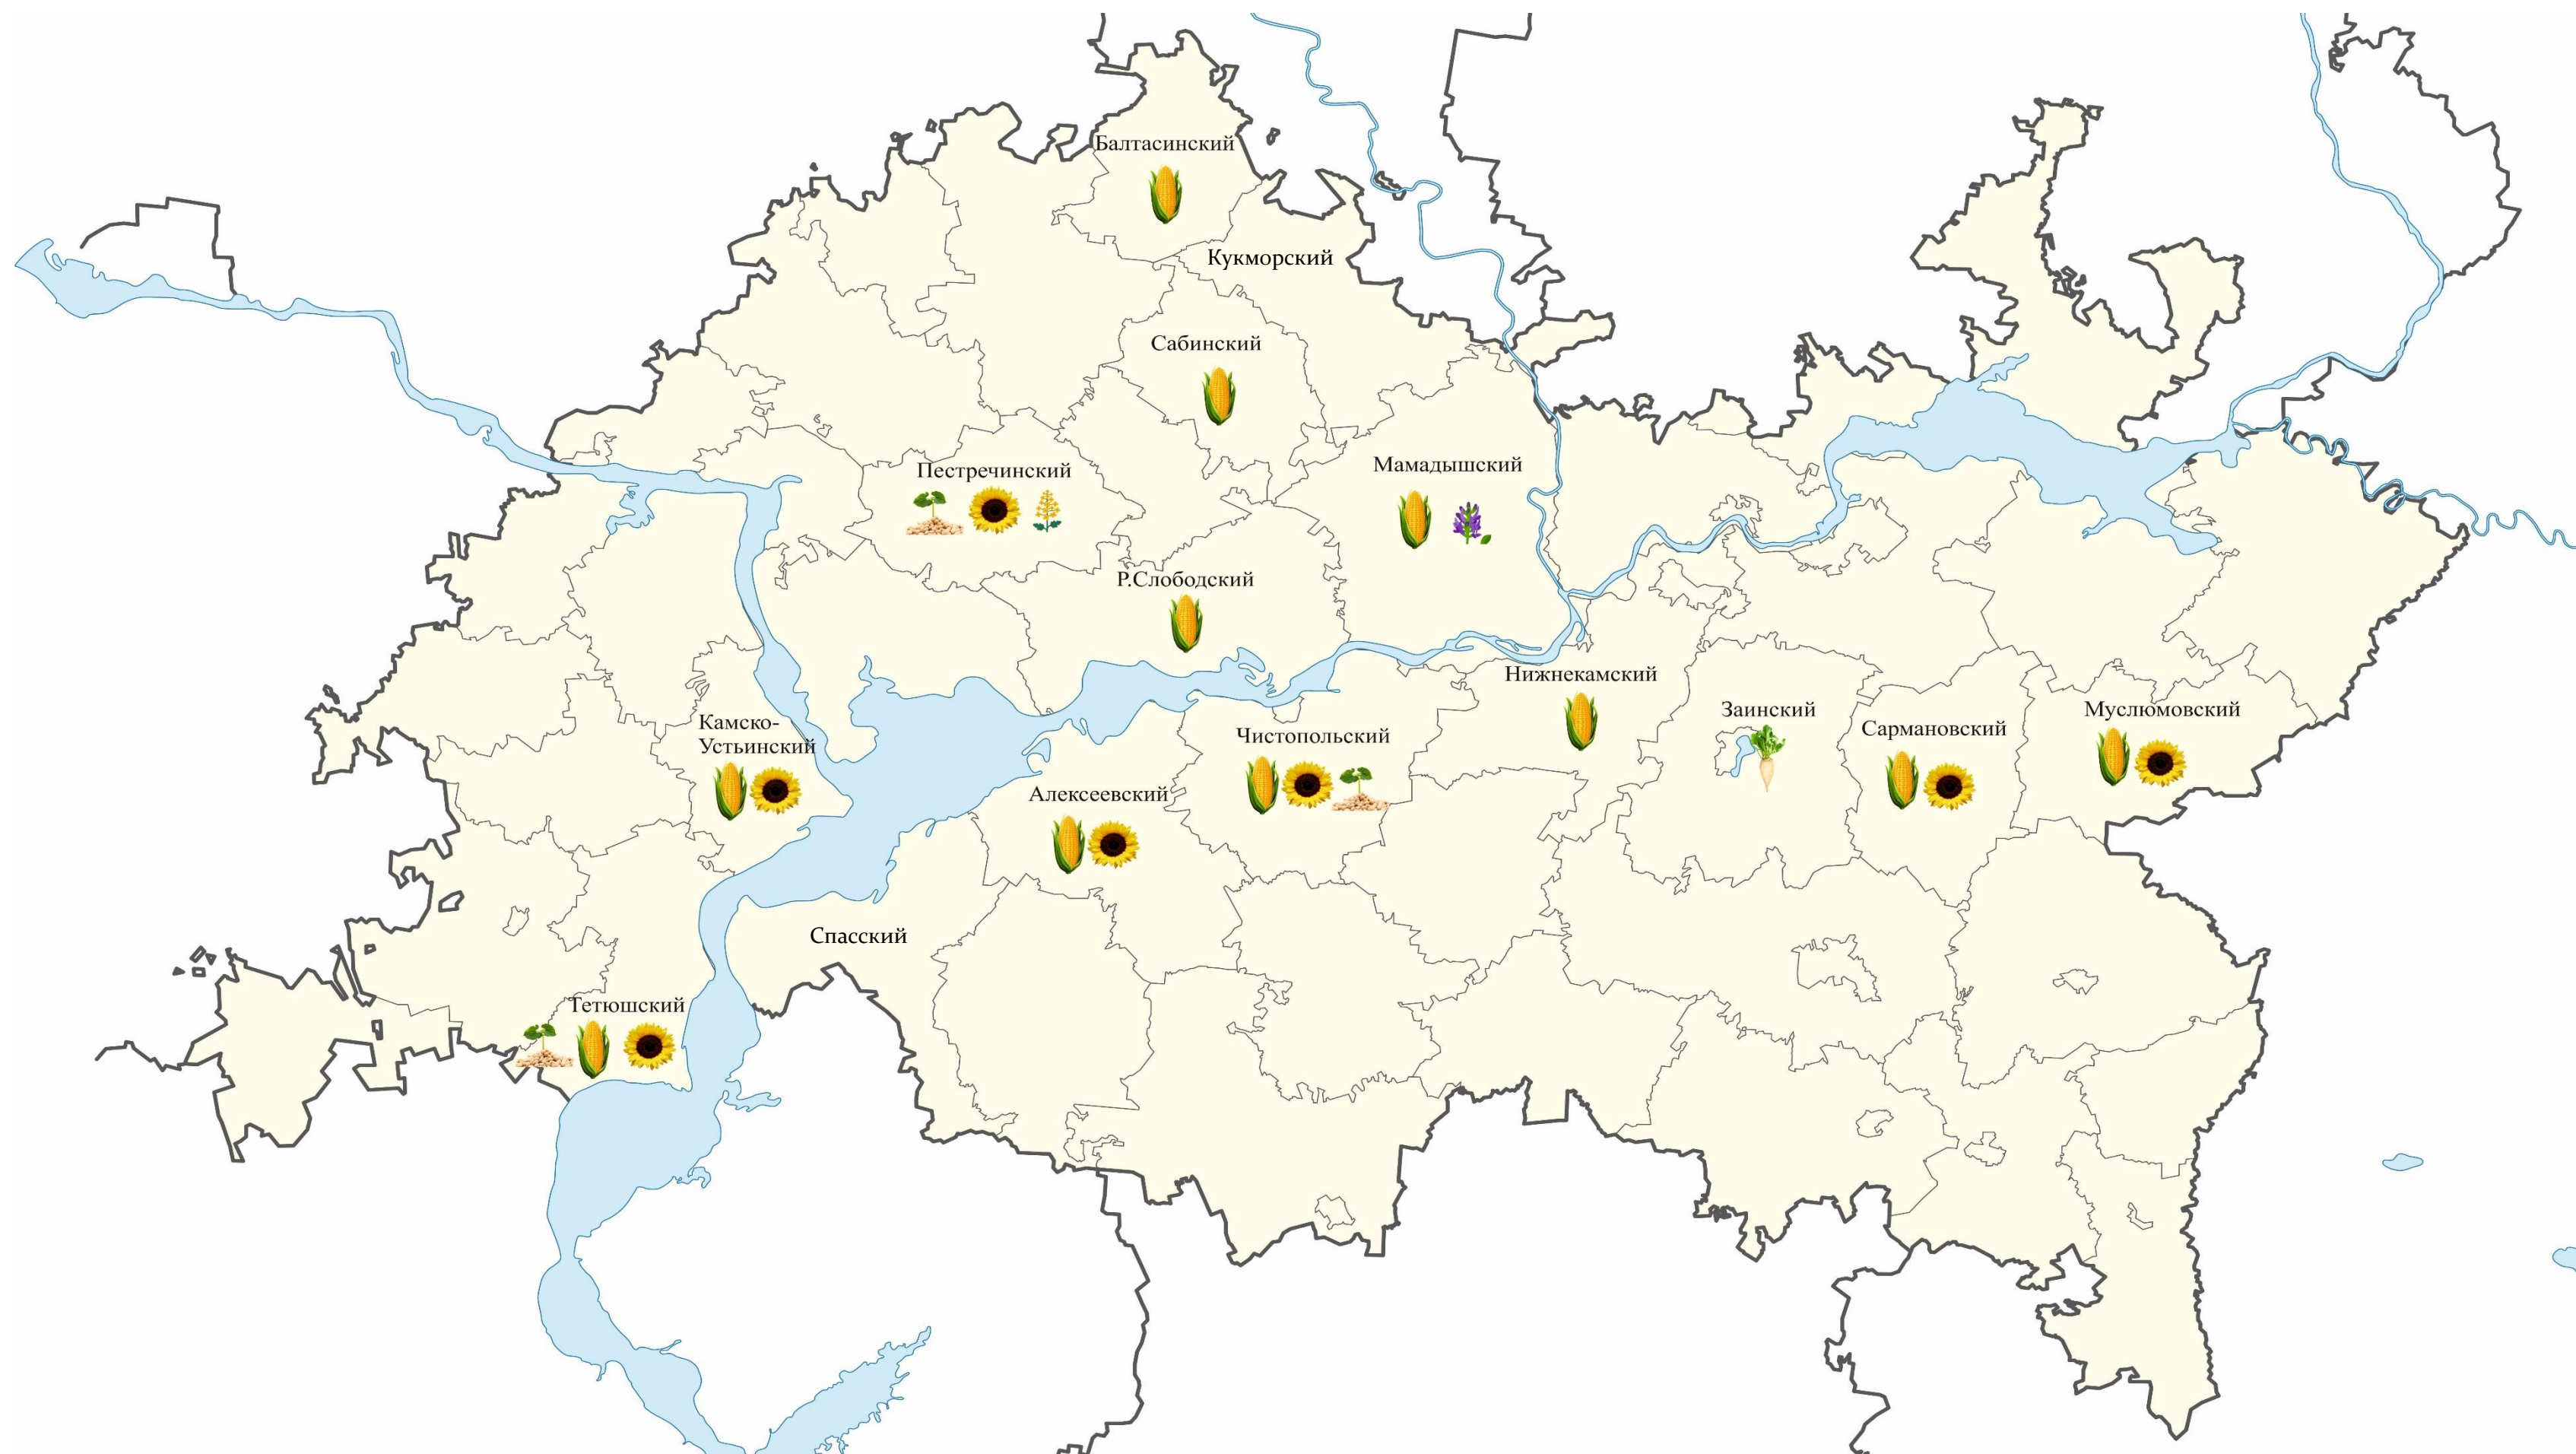 Балтасинский
Кукморский
Сабинский
Пестречинский
Мамадышский
Р.Слободский
Нижнекамский
Камско-
Устьинский
Чистопольский
Заинский
Сармановский
Муслюмовский
Алексеевский
Спасский
Тетюшский